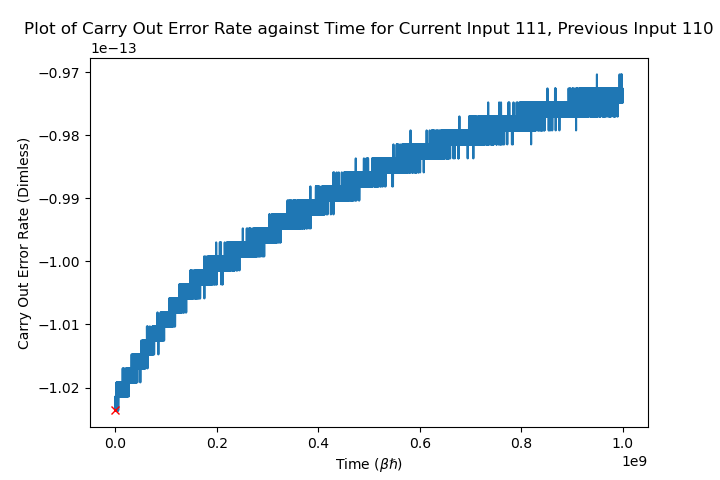 Plot of Carry Out Error Rate against Time for Current Input 111, Previous Input 110
1e−13
−0.97
−0.98
−0.99
−1.00
−1.01
−1.02
Carry Out Error Rate (Dimless)
0.0 0.2 0.4 0.6 0.8 1.0
1e9
Time (βℏ)